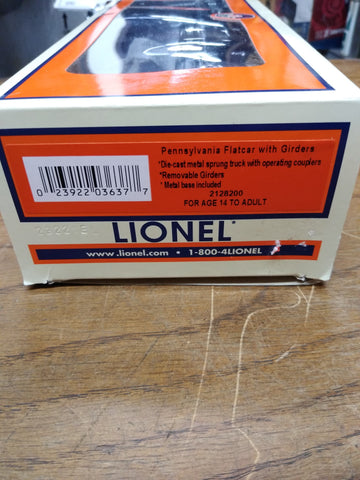 Pennsylvania Flatcar with Girders
*Die-cast metal sprung truck with operating couplers
*Removable Girders
* Metal base included
2128200
FOR AGE 14 TO ADULT
0 23922 03637 7
LIONEL
www.lionel.com • 1-800-4LIONEL